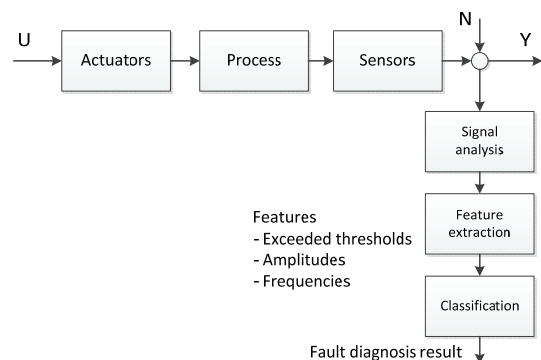 U
N
Y
Actuators
Process
Sensors
Signal
analysis
Features
- Exceeded thresholds
- Amplitudes
- Frequencies
Feature
extraction
Classification
Fault diagnosis result